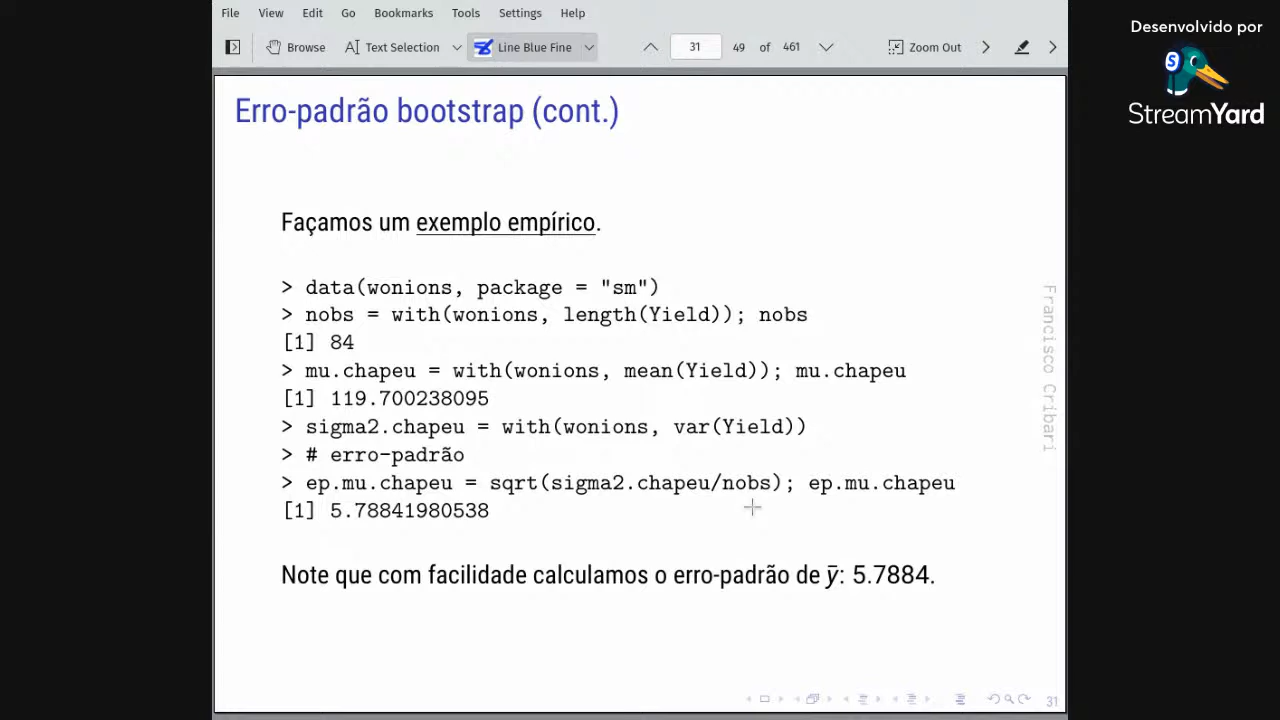 File View Edit Go Bookmarks Tools Settings Help
Desenvolvido por
Browse Text Selection Line Blue Fine 31 49 of 461 Zoom Out
StreamYard
Erro-padrão bootstrap (cont.)
Façamos um exemplo empírico.
> data(wonions, package = "sm")
> nobs = with(wonions, length(Yield)); nobs
[1] 84
> mu.chapeu = with(wonions, mean(Yield)); mu.chapeu
[1] 119.700238095
> sigma2.chapeu = with(wonions, var(Yield))
> # erro-padrão
> ep.mu.chapeu = sqrt(sigma2.chapeu/nobs); ep.mu.chapeu
[1] 5.78841980538
Note que com facilidade calculamos o erro-padrão de ȳ: 5.7884.
Francisco Cribari
31